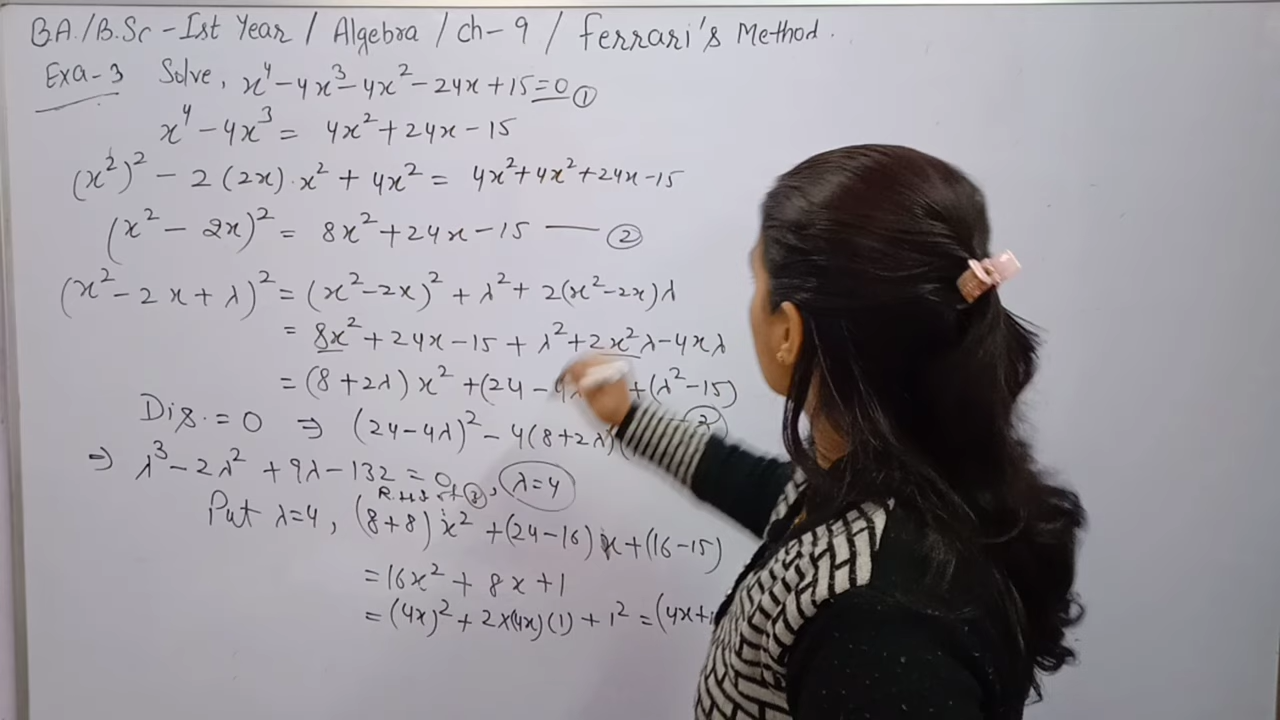 B.A./B.Sc - Ist Year / Algebra / ch-9 / Ferrari's Method.
Exa-3 Solve, x⁴ - 4x³ - 4x² - 24x + 15 = 0 ①
x⁴ - 4x³ = 4x² + 24x - 15
(x²)² - 2(2x).x² + 4x² = 4x² + 4x² + 24x - 15
(x² - 2x)² = 8x² + 24x - 15 — ②
(x² - 2x + λ)² = (x² - 2x)² + λ² + 2(x² - 2x)λ
= 8x² + 24x - 15 + λ² + 2x²λ - 4xλ
= (8 + 2λ)x² + (24 - 4λ + (λ² - 15)
Dis. = 0 ⇒ (24 - 4λ)² - 4(8 + 2λ)
⇒ λ³ - 2λ² + 9λ - 132 = 0, λ = 4
R.H.S of ③
Put λ = 4, (8 + 8)x² + (24 - 16)x + (16 - 15)
= 16x² + 8x + 1
= (4x)² + 2×(4x)(1) + 1² = (4x +